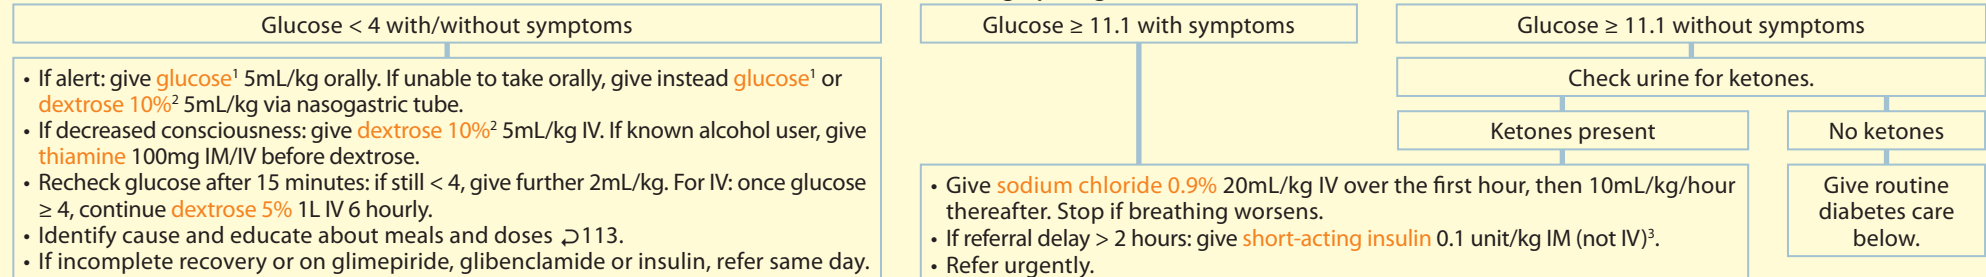 Glucose < 4 with/without symptoms
• If alert: give glucose¹ 5mL/kg orally. If unable to take orally, give instead glucose¹ or
dextrose 10%² 5mL/kg via nasogastric tube.
• If decreased consciousness: give dextrose 10%² 5mL/kg IV. If known alcohol user, give
thiamine 100mg IM/IV before dextrose.
• Recheck glucose after 15 minutes: if still < 4, give further 2mL/kg. For IV: once glucose
≥ 4, continue dextrose 5% 1L IV 6 hourly.
• Identify cause and educate about meals and doses ⮌113.
• If incomplete recovery or on glimepiride, glibenclamide or insulin, refer same day.
Glucose ≥ 11.1 with symptoms
Glucose ≥ 11.1 without symptoms
Check urine for ketones.
Ketones present
No ketones
• Give sodium chloride 0.9% 20mL/kg IV over the first hour, then 10mL/kg/hour
thereafter. Stop if breathing worsens.
• If referral delay > 2 hours: give short-acting insulin 0.1 unit/kg IM (not IV)³.
• Refer urgently.
Give routine
diabetes care
below.